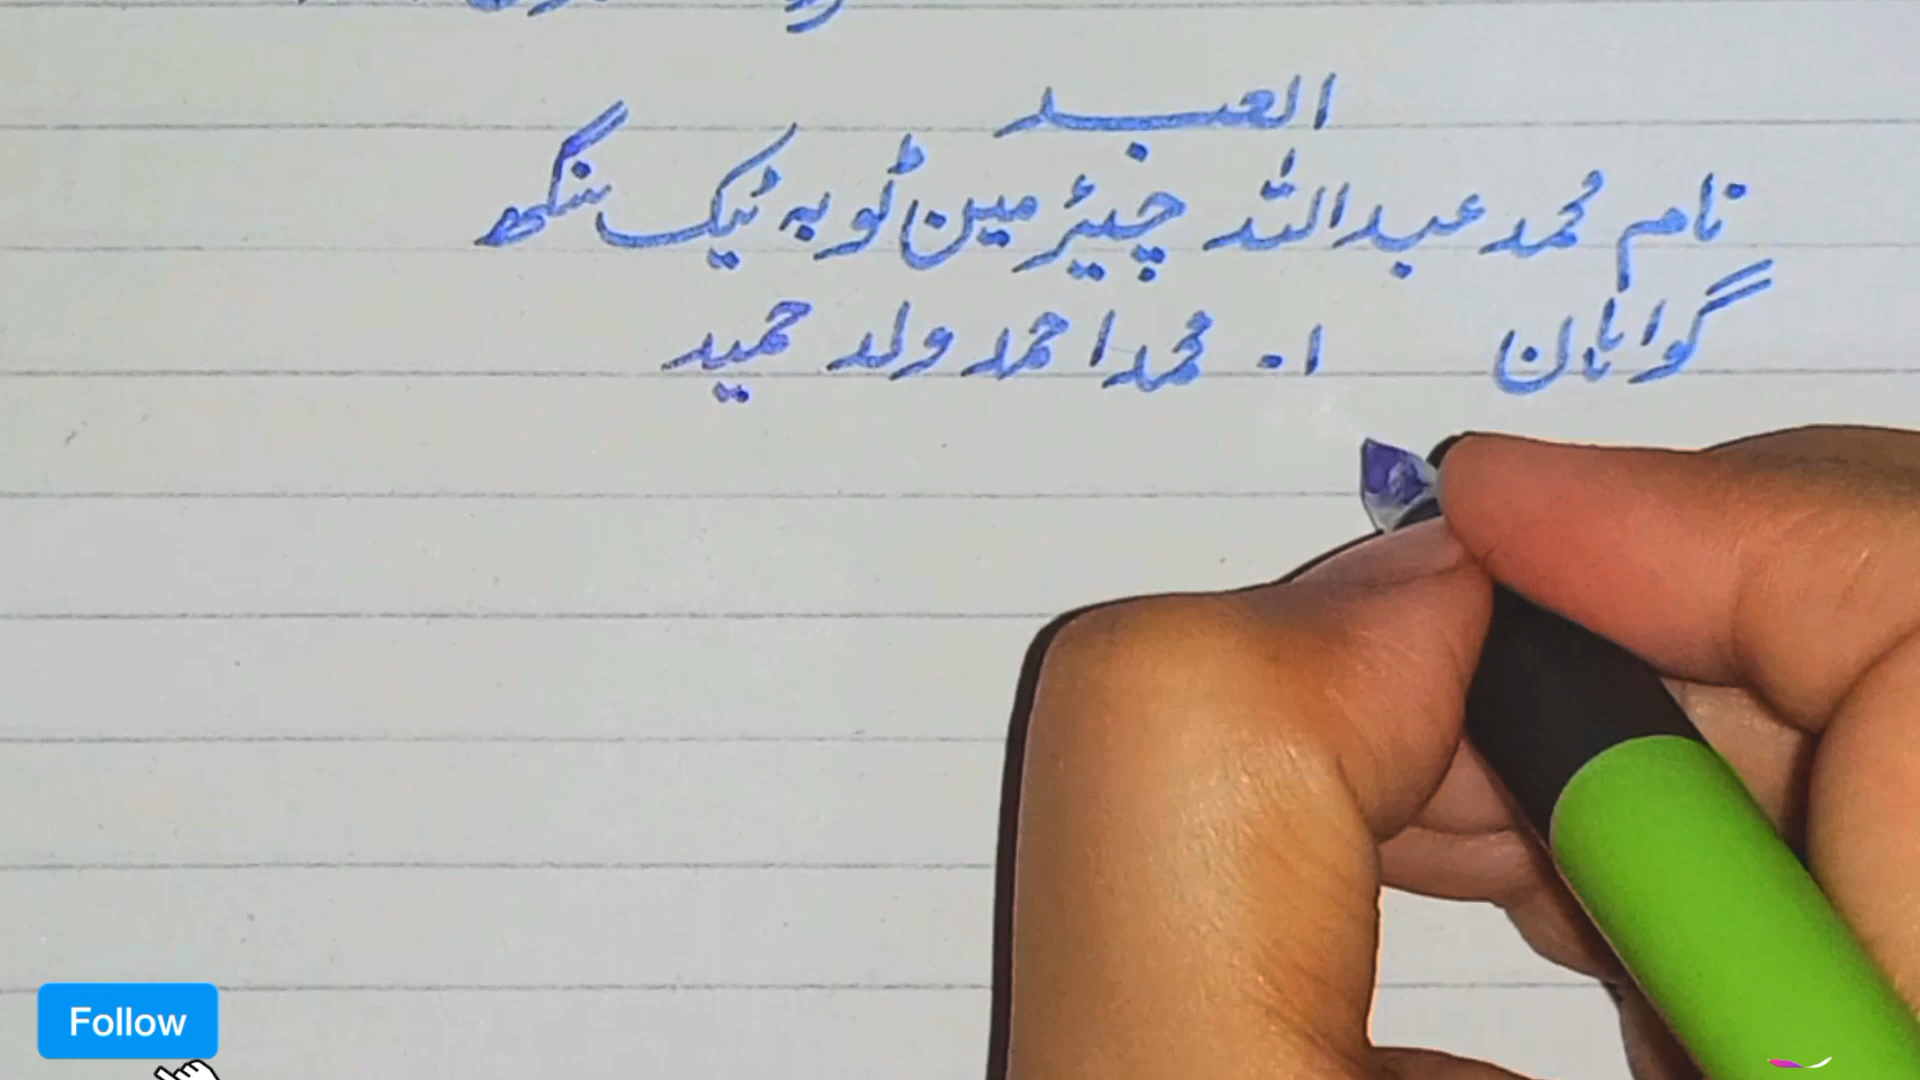 العبد
نام محمد عبداللہ چیئرمین ٹوبہ ٹیک سنگھ
گواہان ۱۔ محمد احمد ولد حمید
Follow